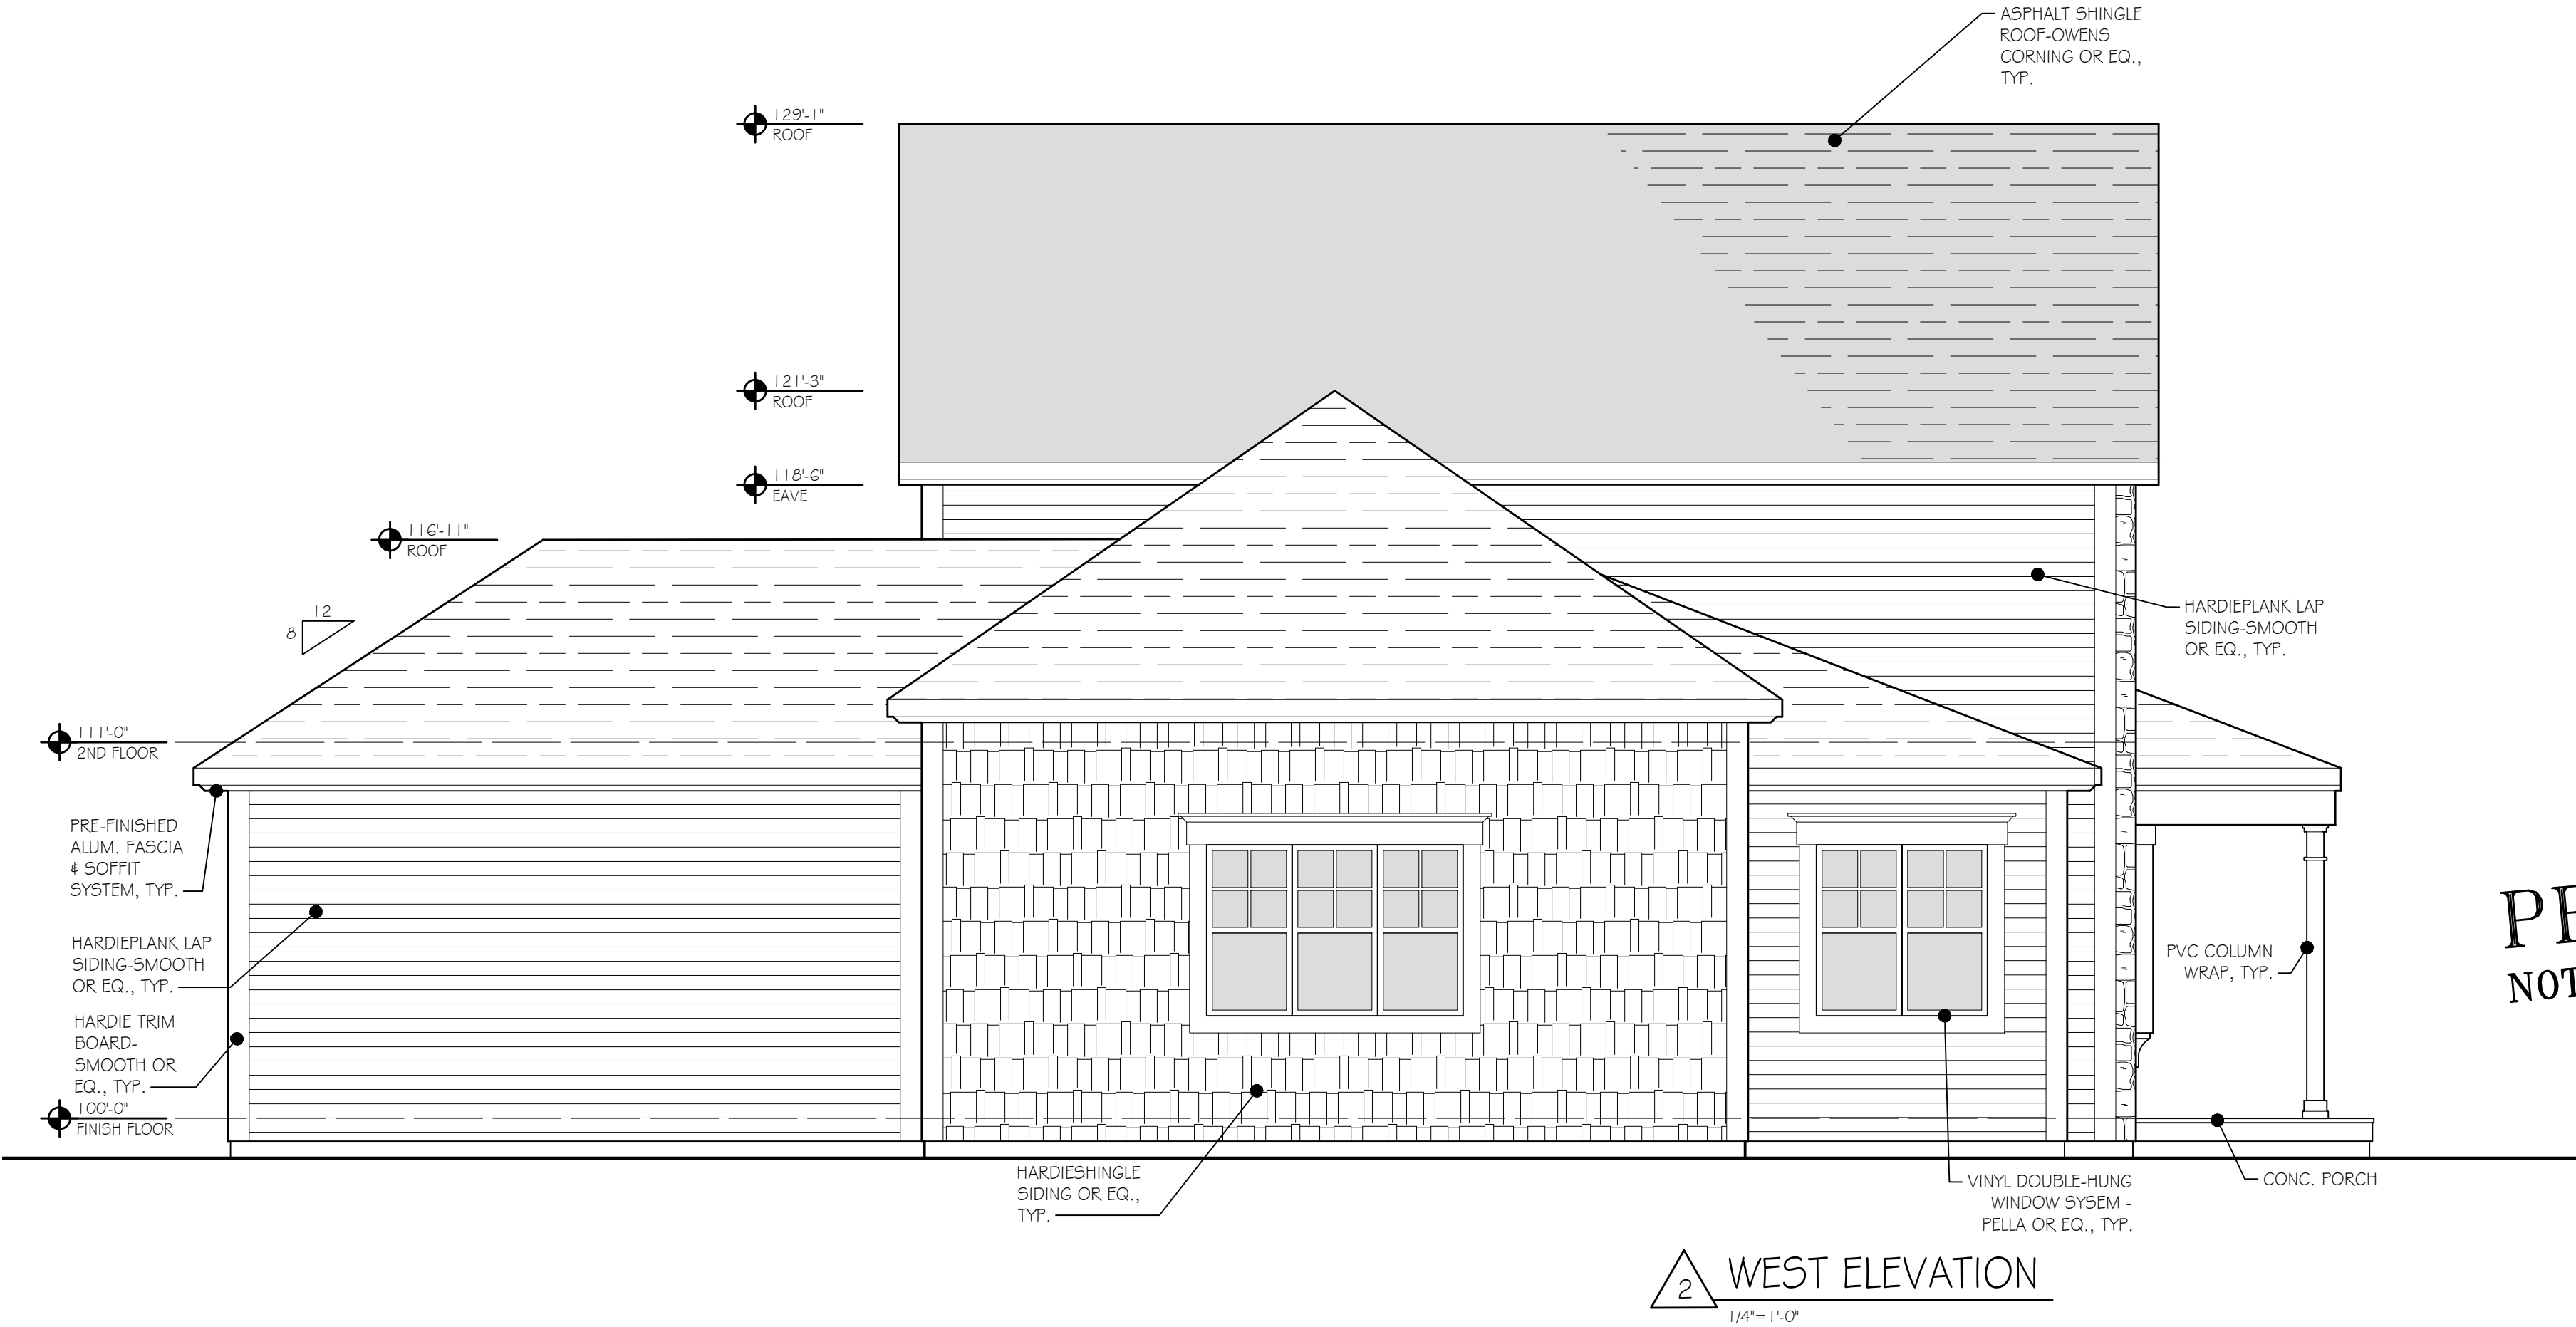 ASPHALT SHINGLE
ROOF-OWENS
CORNING OR EQ.,
TYP.
129'-1"
ROOF
121'-3"
ROOF
118'-6"
EAVE
116'-11"
ROOF
12
8
HARDIEPLANK LAP
SIDING-SMOOTH
OR EQ., TYP.
111'-0"
2ND FLOOR
PRE-FINISHED
ALUM. FASCIA
& SOFFIT
SYSTEM, TYP.
HARDIEPLANK LAP
SIDING-SMOOTH
OR EQ., TYP.
HARDIE TRIM
BOARD-
SMOOTH OR
EQ., TYP.
100'-0"
FINISH FLOOR
PVC COLUMN
WRAP, TYP.
NOT
HARDIESHINGLE
SIDING OR EQ.,
TYP.
VINYL DOUBLE-HUNG
WINDOW SYSEM -
PELLA OR EQ., TYP.
CONC. PORCH
2
WEST ELEVATION
1/4"=1'-0"